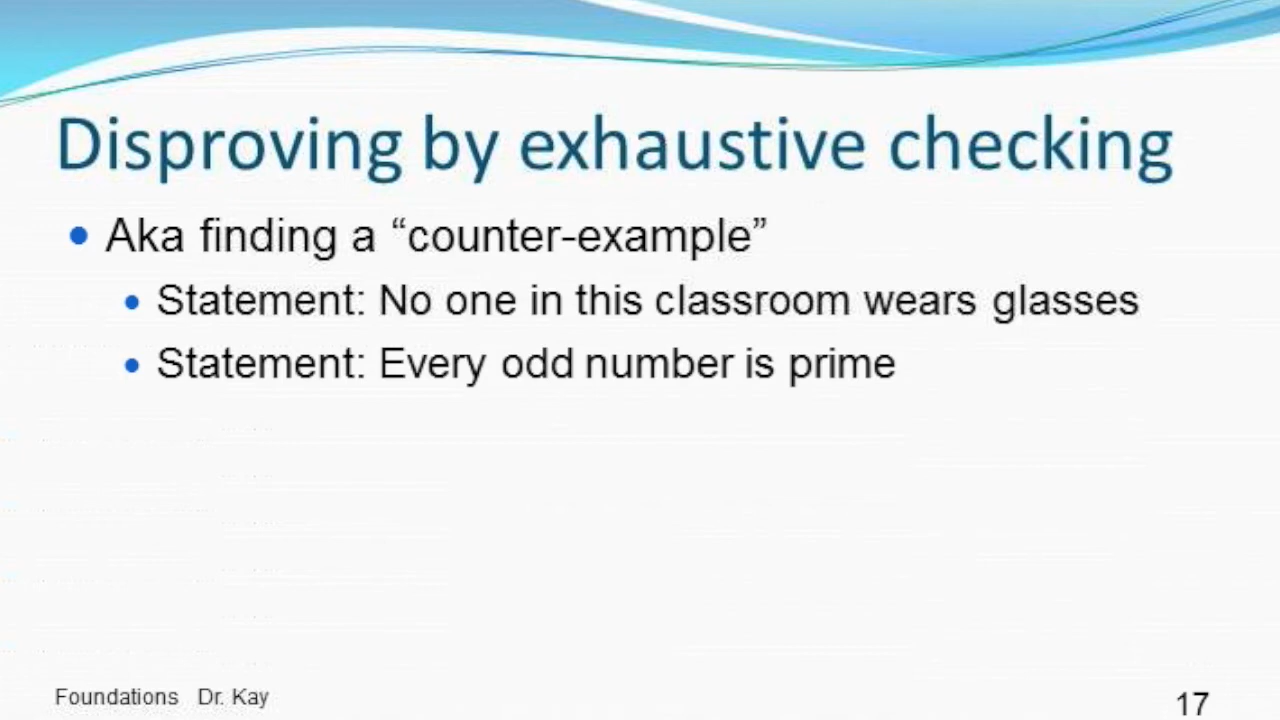 Disproving by exhaustive checking
Aka finding a “counter-example”
Statement: No one in this classroom wears glasses
Statement: Every odd number is prime
Foundations Dr. Kay
17